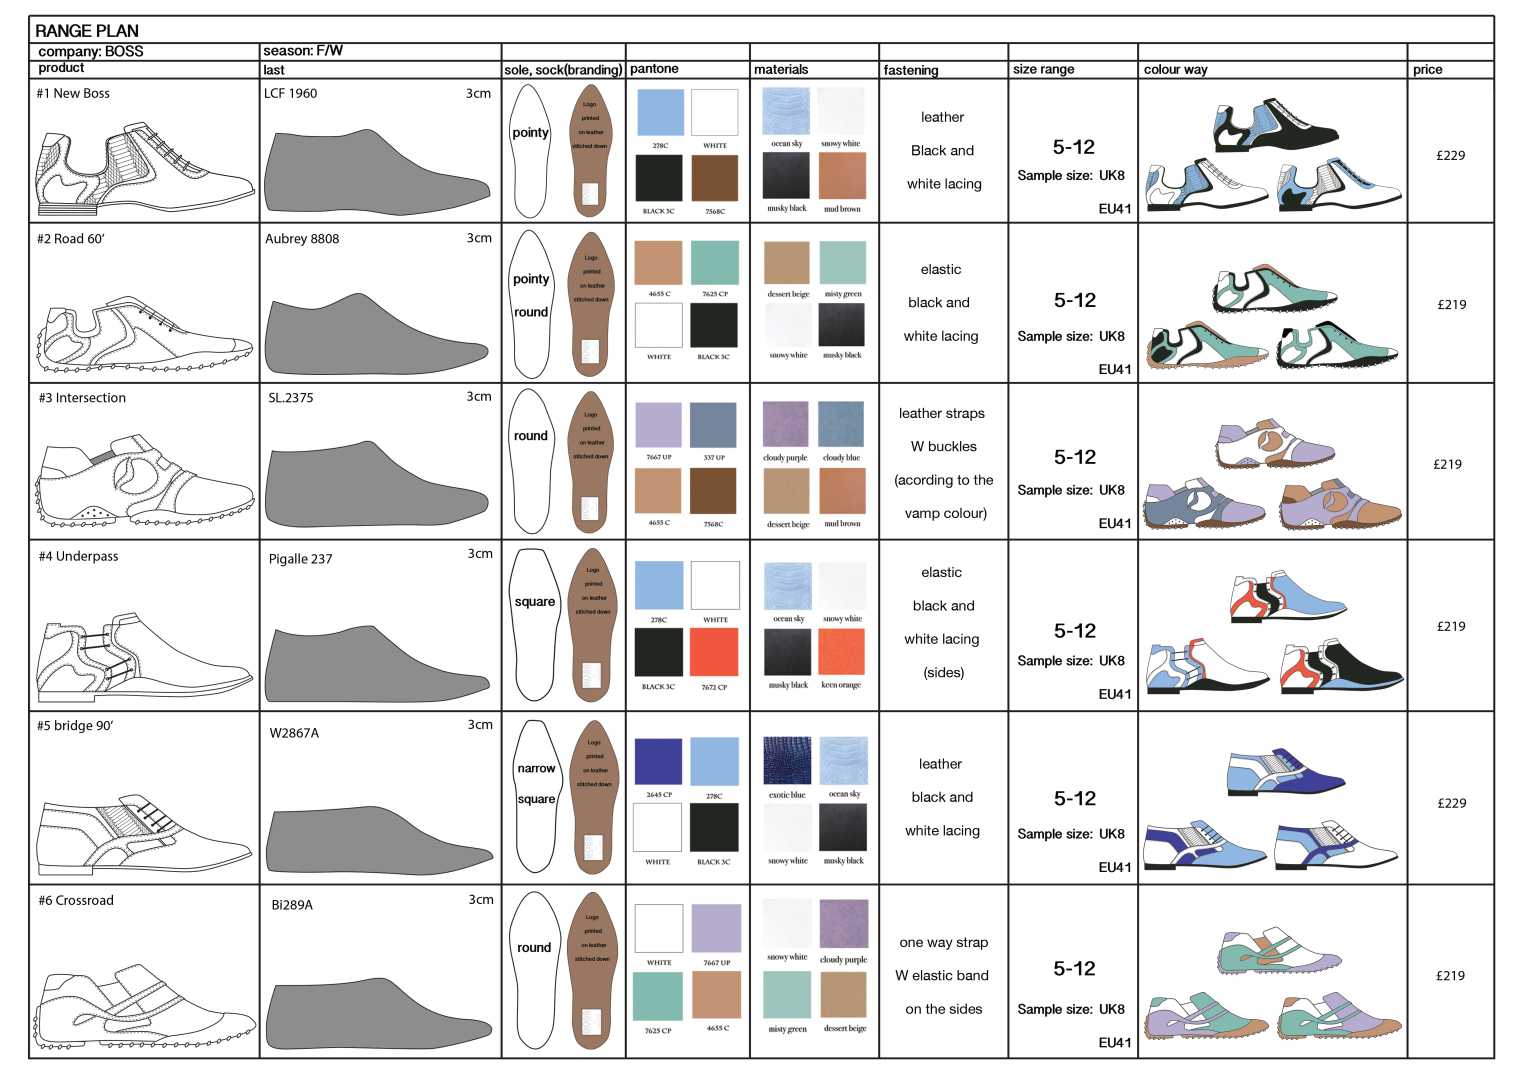 RANGE PLAN
company: BOSS
season: F/W
product
last
sole, sock(branding)
pantone
materials
fastening
size range
colour way
price
#1 New Boss
LCF 1960
3cm
pointy
Logo
printed
on leather
stitched down
278C
WHITE
BLACK 3C
7568C
ocean sky
snowy white
musky black
mud brown
leather
Black and
white lacing
5-12
Sample size: UK8
EU41
£229
#2 Road 60'
Aubrey 8808
3cm
pointy
round
Logo
printed
on leather
stitched down
4655 C
7625 CP
WHITE
BLACK 3C
dessert beige
misty green
snowy white
musky black
elastic
black and
white lacing
5-12
Sample size: UK8
EU41
£219
#3 Intersection
SL.2375
3cm
round
Logo
printed
on leather
stitched down
7667 UP
537 UP
4655 C
7568C
cloudy purple
cloudy blue
dessert beige
mud brown
leather straps
W buckles
(acording to the
vamp colour)
5-12
Sample size: UK8
EU41
£219
#4 Underpass
Pigalle 237
3cm
square
Logo
printed
on leather
stitched down
278C
WHITE
BLACK 3C
7672 CP
ocean sky
snowy white
musky black
keen orange
elastic
black and
white lacing
(sides)
5-12
Sample size: UK8
EU41
£219
#5 bridge 90'
W2867A
3cm
narrow
square
Logo
printed
on leather
stitched down
2645 CP
278C
WHITE
BLACK 3C
exotic blue
ocean sky
snowy white
musky black
leather
black and
white lacing
5-12
Sample size: UK8
EU41
£229
#6 Crossroad
Bi289A
3cm
round
Logo
printed
on leather
stitched down
WHITE
7667 UP
7625 CP
4655 C
snowy white
cloudy purple
misty green
dessert beige
one way strap
W elastic band
on the sides
5-12
Sample size: UK8
EU41
£219